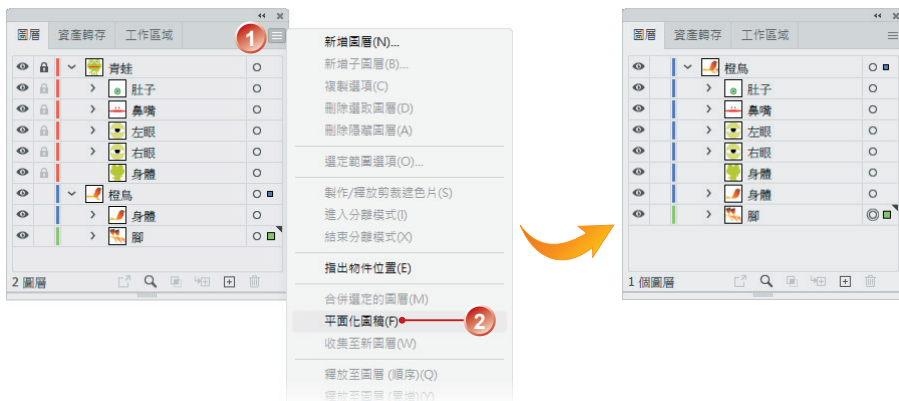 圖層 資產轉存 工作區域
1
青蛙
肚子
鼻嘴
左眼
右眼
身體
橙鳥
身體
腳
2 圖層
新增圖層(N)...
新增子圖層(B)...
複製選項(C)
刪除選取圖層(D)
刪除隱藏圖層(A)
選定範圍選項(O)...
製作/釋放剪裁遮色片(S)
進入分離模式(I)
結束分離模式(X)
指出物件位置(E)
合併選定的圖層(M)
平面化圖稿(F)
2
收集至新圖層(W)
釋放至圖層 (順序)(Q)
圖層 資產轉存 工作區域
橙鳥
肚子
鼻嘴
左眼
右眼
身體
身體
腳
1 個圖層